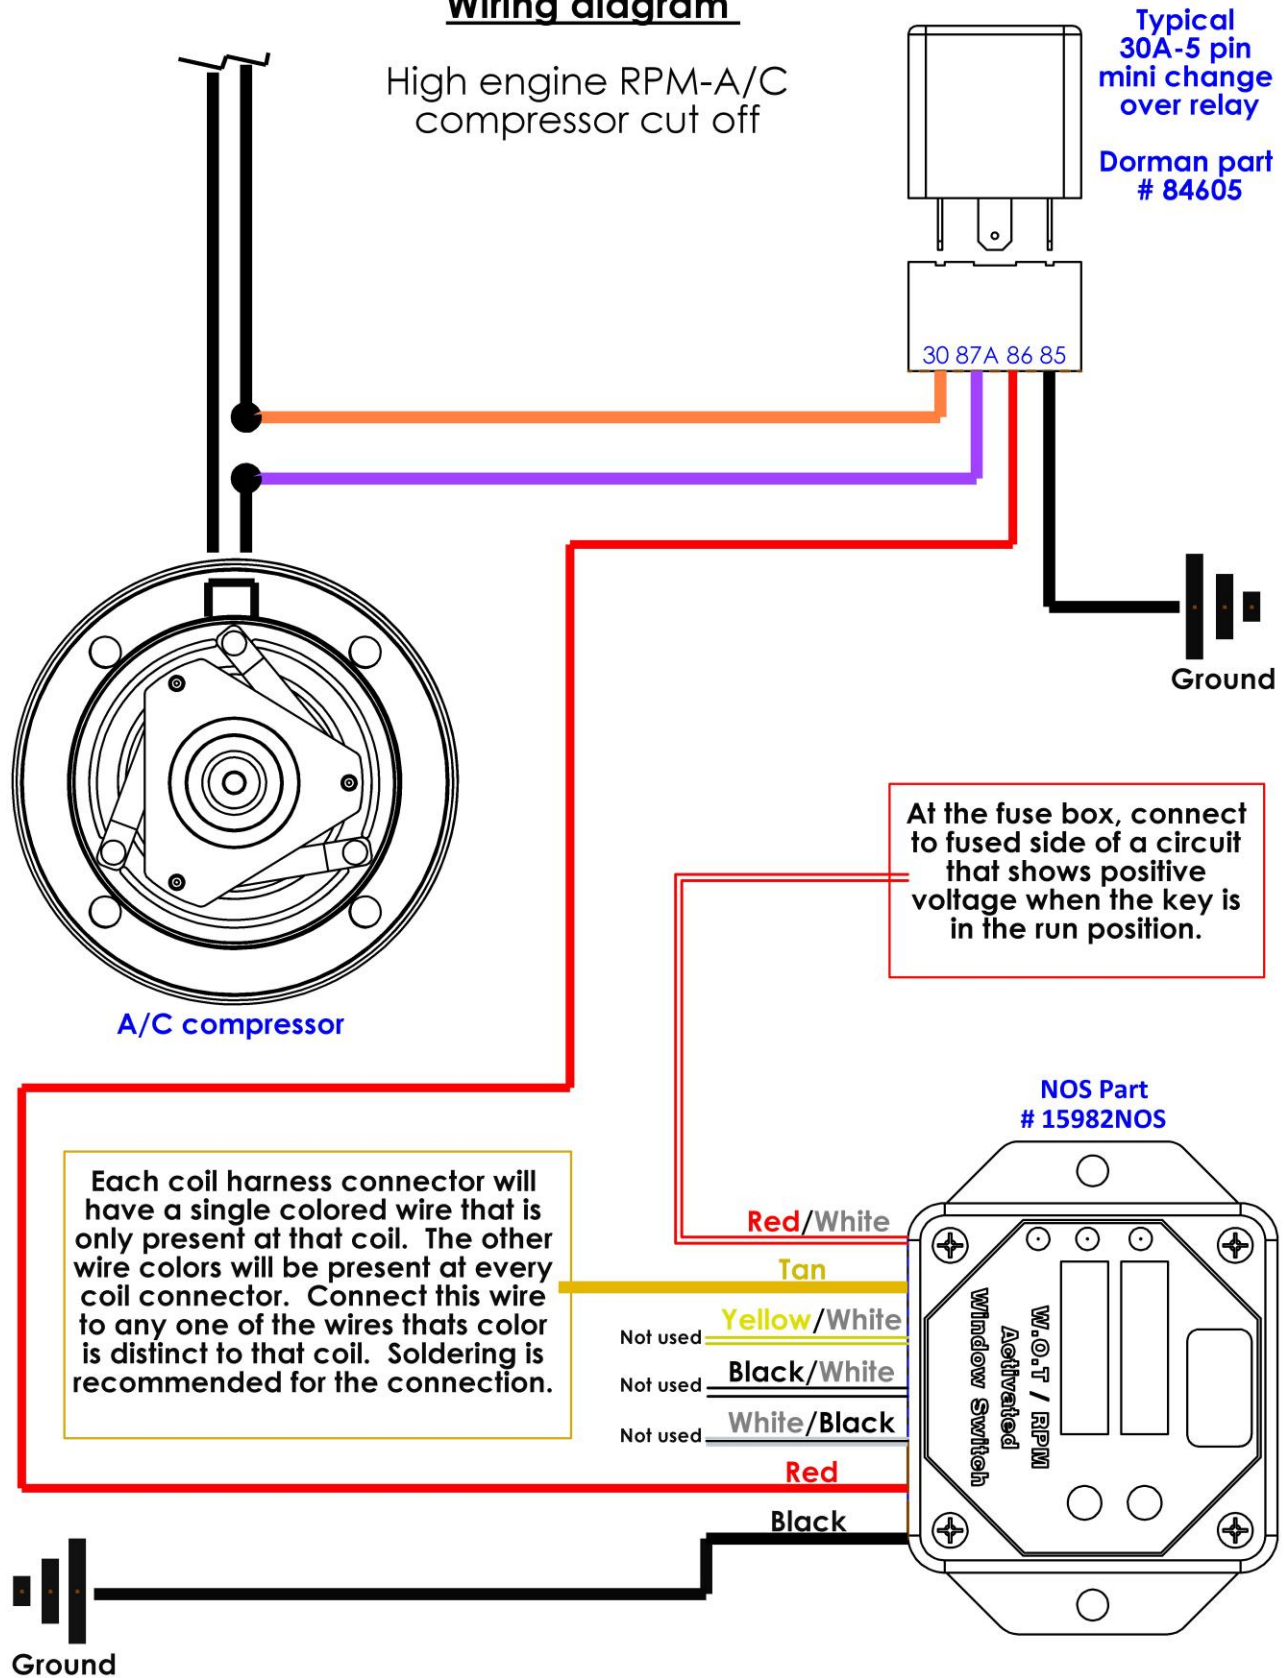 Wiring diagram
High engine RPM-A/C
compressor cut off
Typical
30A-5 pin
mini change
over relay
Dorman part
# 84605
30 87A 86 85
Ground
At the fuse box, connect
to fused side of a circuit
that shows positive
voltage when the key is
in the run position.
A/C compressor
NOS Part
# 15982NOS
Each coil harness connector will
have a single colored wire that is
only present at that coil. The other
wire colors will be present at every
coil connector. Connect this wire
to any one of the wires thats color
is distinct to that coil. Soldering is
recommended for the connection.
Red/White
Tan
Yellow/White
Not used
Black/White
Not used
White/Black
Not used
Red
Black
W.O.T / RPM
Activated
Window Switch
Ground